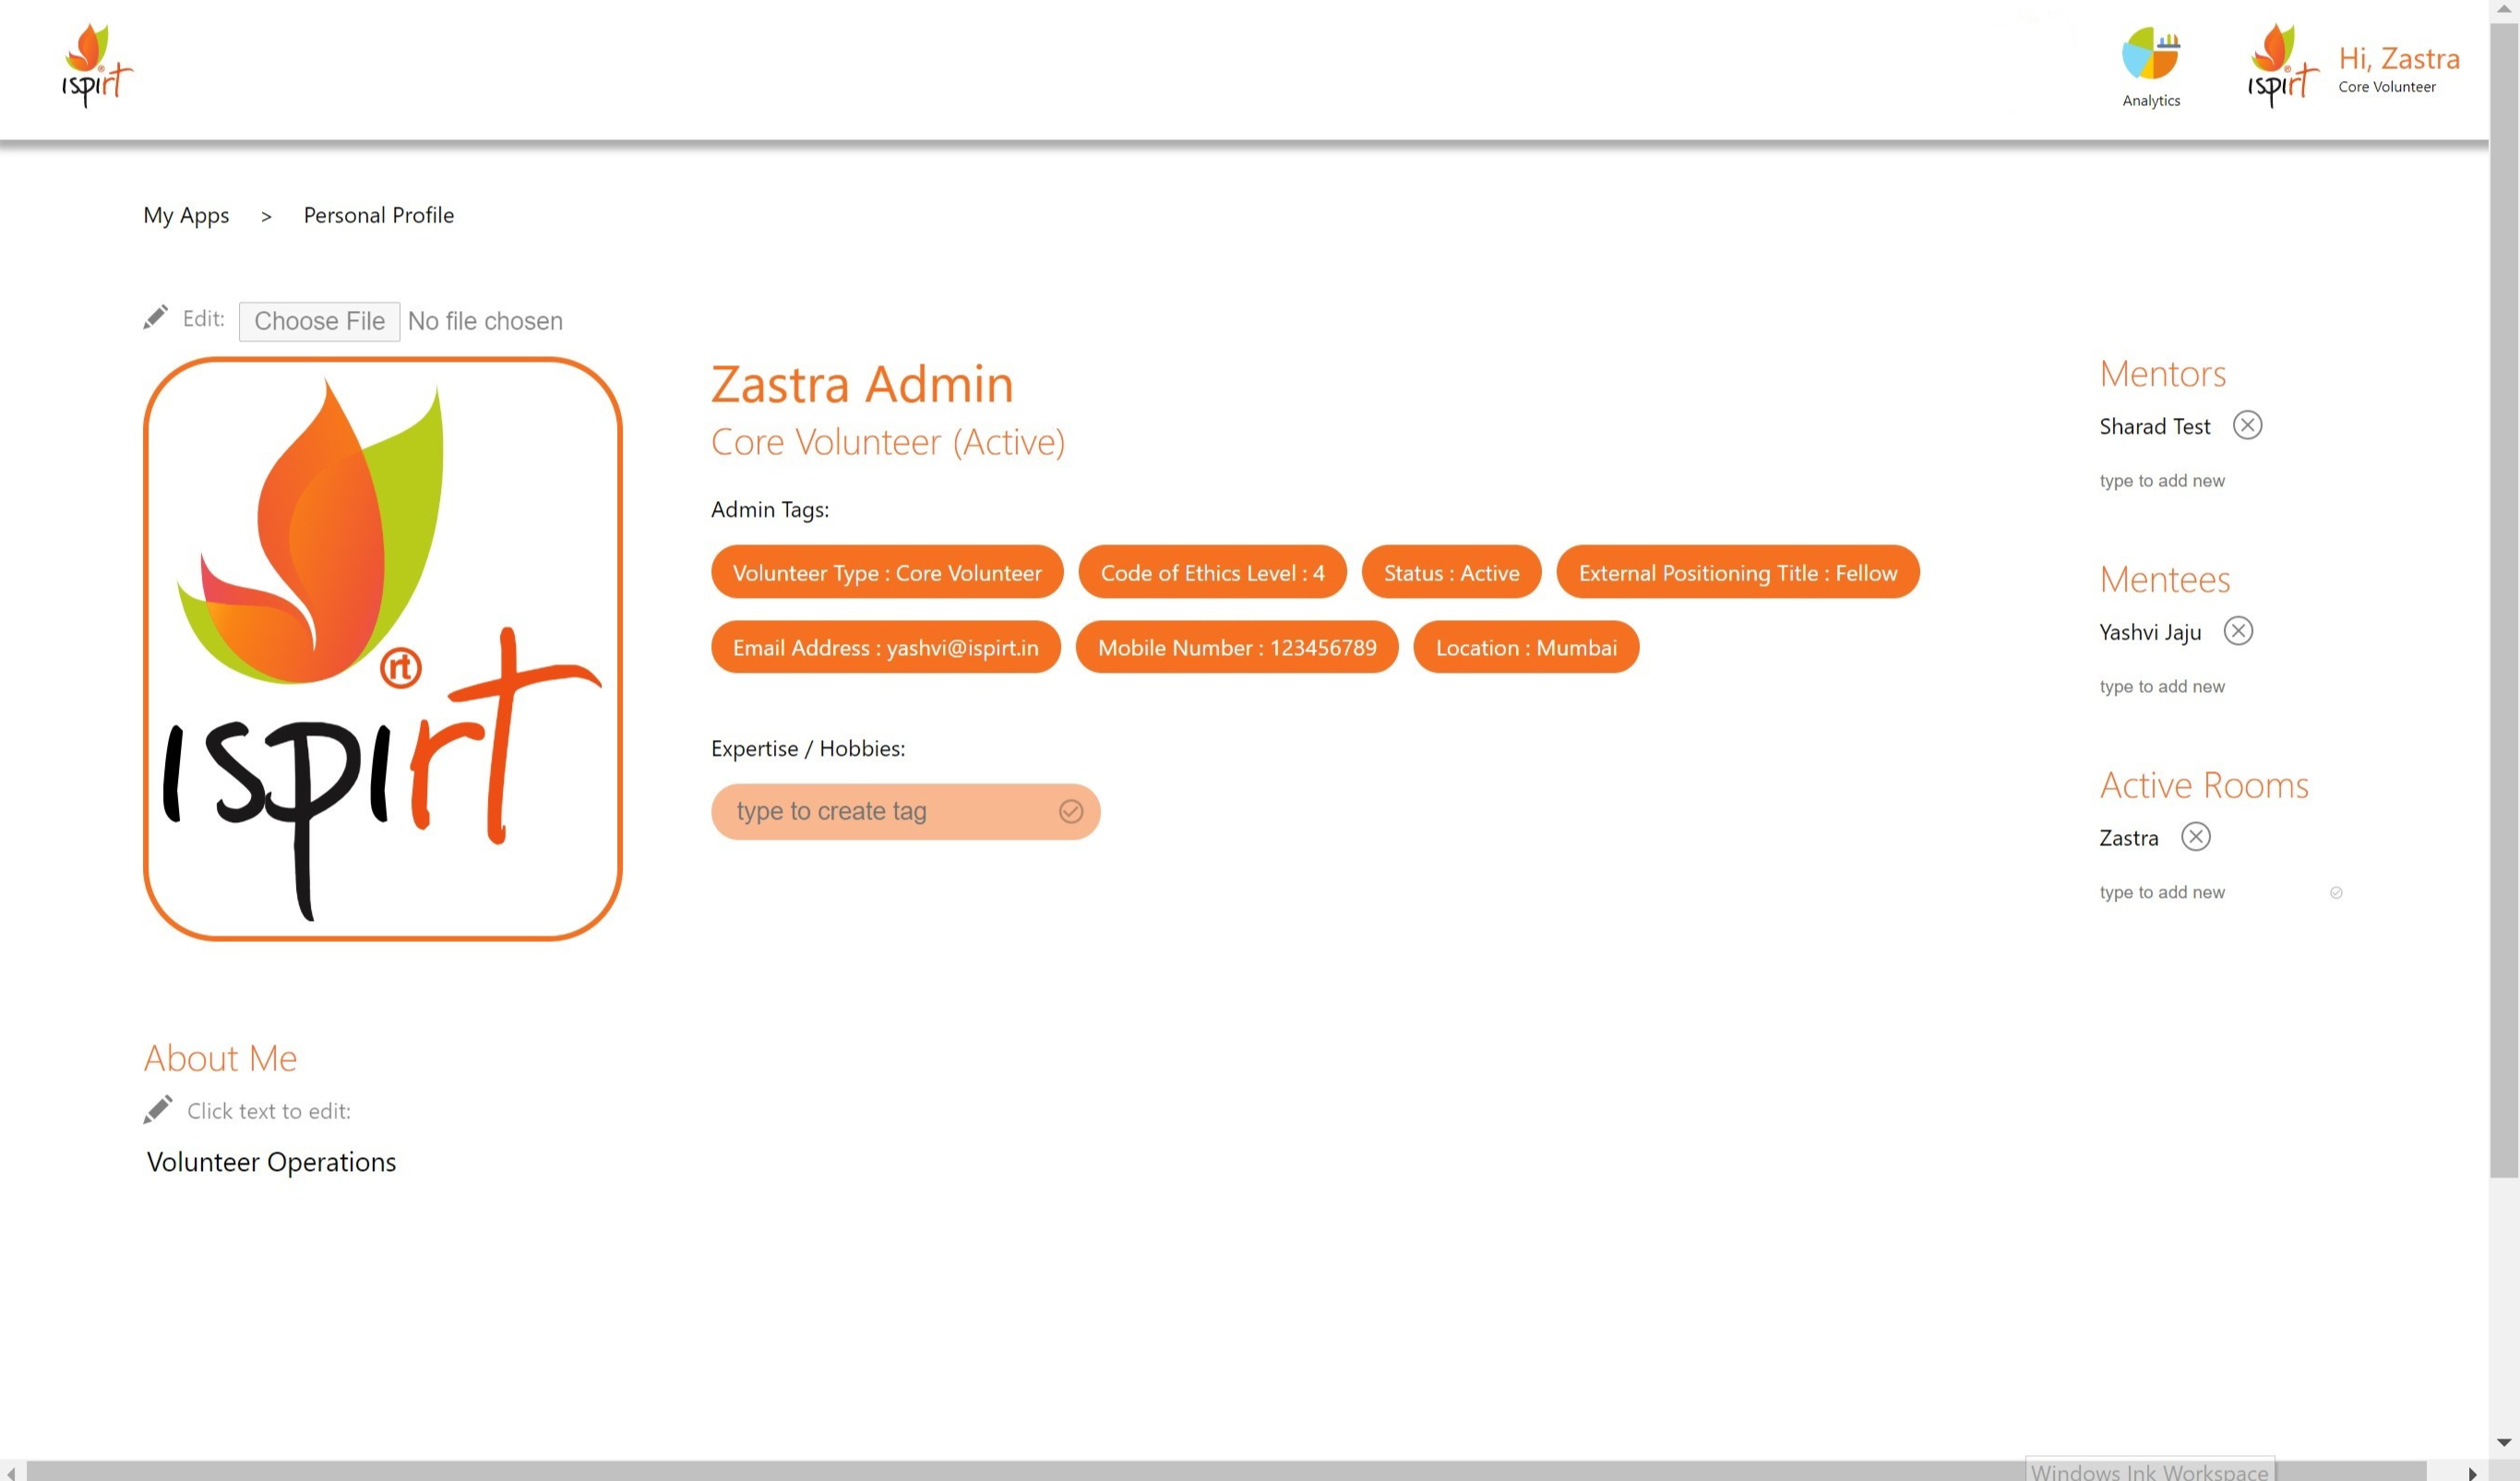 ispirt
Analytics
ispirt
Hi, Zastra
Core Volunteer
My Apps > Personal Profile
Edit: Choose File No file chosen
rt
ispirt
Zastra Admin
Core Volunteer (Active)
Admin Tags:
Volunteer Type : Core Volunteer Code of Ethics Level : 4 Status : Active External Positioning Title : Fellow
Email Address : yashvi@ispirt.in Mobile Number : 123456789 Location : Mumbai
Expertise / Hobbies:
type to create tag
Mentors
Sharad Test
type to add new
Mentees
Yashvi Jaju
type to add new
Active Rooms
Zastra
type to add new
About Me
Click text to edit:
Volunteer Operations
Windows Ink Workspace